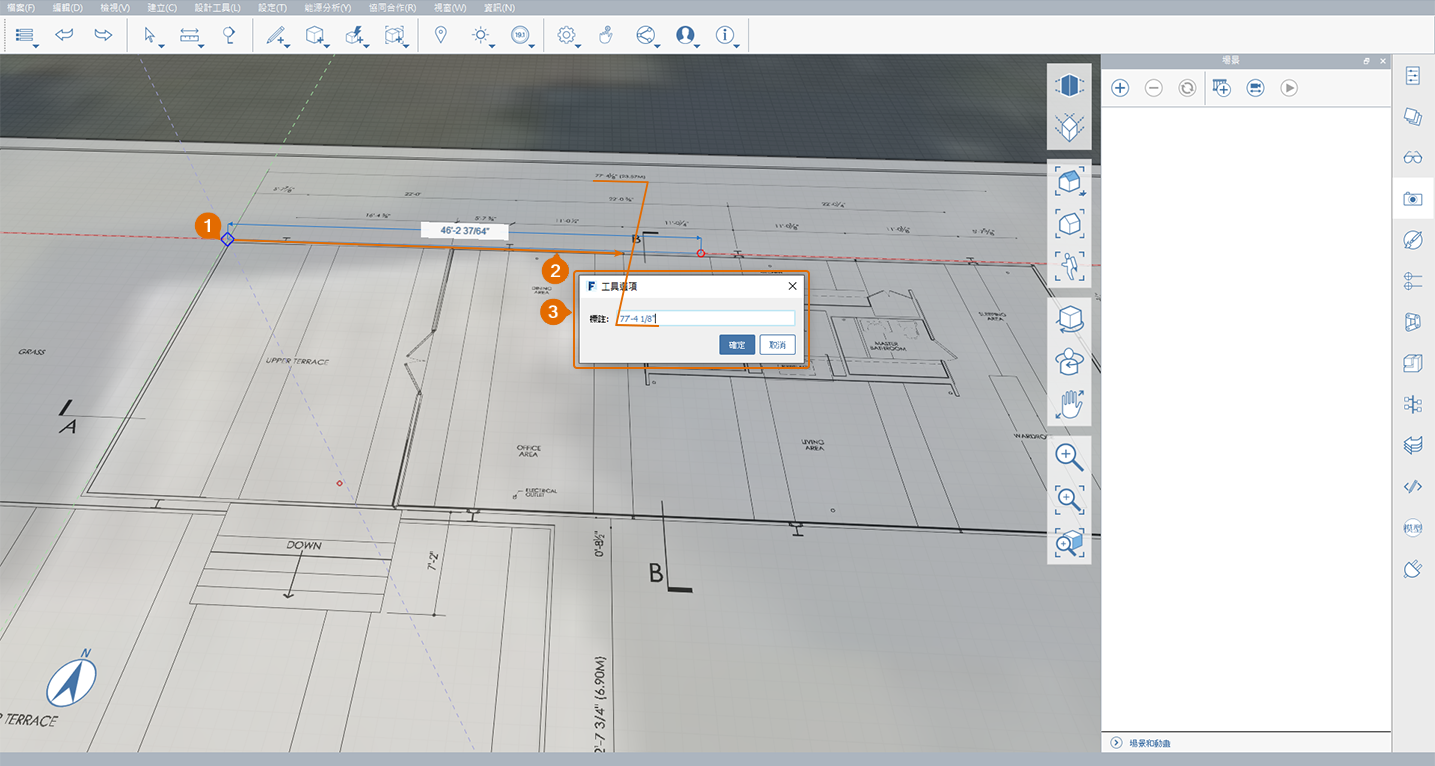 檔案(F) 編輯(D) 檢視(V) 建立(C) 設計工具(L) 設定(T) 能源分析(Y) 協同合作(R) 視窗(W) 資訊(N)
191
場景
22'-0"
1
46'-2 37/64"
B
2
DINING
AREA
F 工具選項
3
標註:
77'-4 1/8"
確定 取消
SLEEPING
AREA
MASTER
BATHROOM
GRASS
UPPER TERRACE
A
OFFICE
AREA
LIVING
AREA
ELECTRICAL
OUTLET
DOWN
7'-2"
0'-8½"
B
2'-7 3/4" (6.90M)
N
TERRACE
模型
場景和動畫